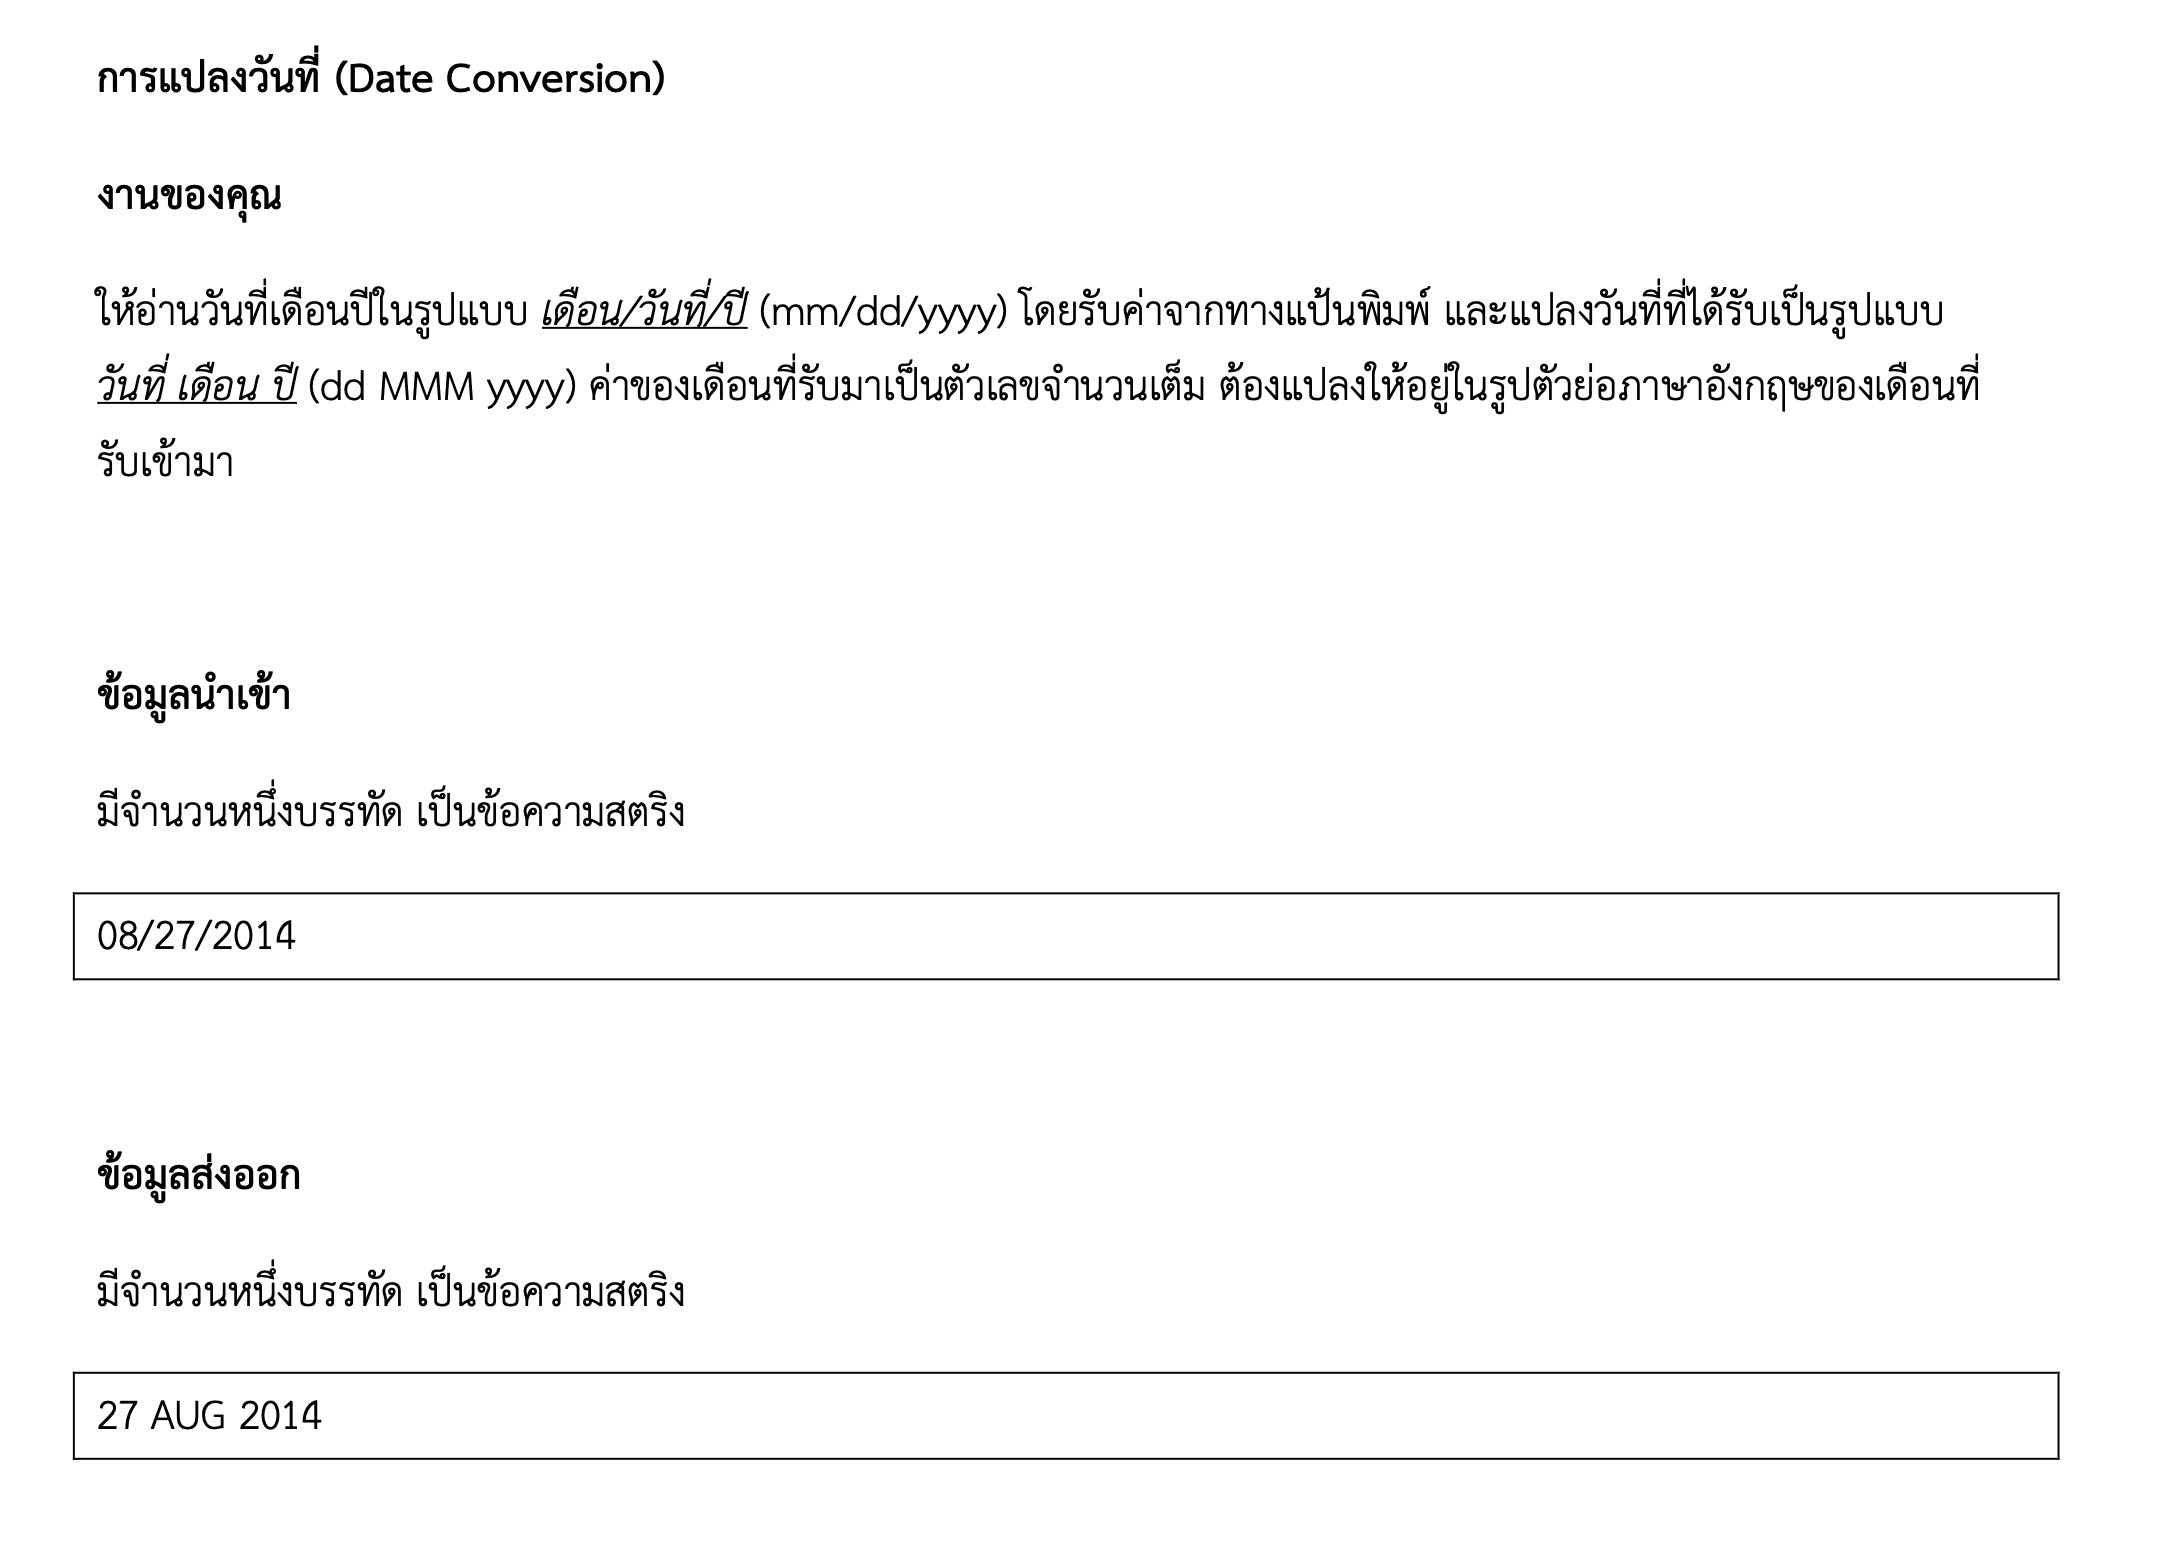 การแปลงวันที่ (Date Conversion)
งานของคุณ
ให้อ่านวันที่เดือนปีในรูปแบบ เดือน/วันที่/ปี (mm/dd/yyyy) โดยรับค่าจากทางแป้นพิมพ์ และแปลงวันที่ที่ได้รับเป็นรูปแบบ
วันที่ เดือน ปี (dd MMM yyyy) ค่าของเดือนที่รับมาเป็นตัวเลขจำนวนเต็ม ต้องแปลงให้อยู่ในรูปตัวย่อภาษาอังกฤษของเดือนที่
รับเข้ามา
ข้อมูลนำเข้า
มีจำนวนหนึ่งบรรทัด เป็นข้อความสตริง
08/27/2014
ข้อมูลส่งออก
มีจำนวนหนึ่งบรรทัด เป็นข้อความสตริง
27 AUG 2014